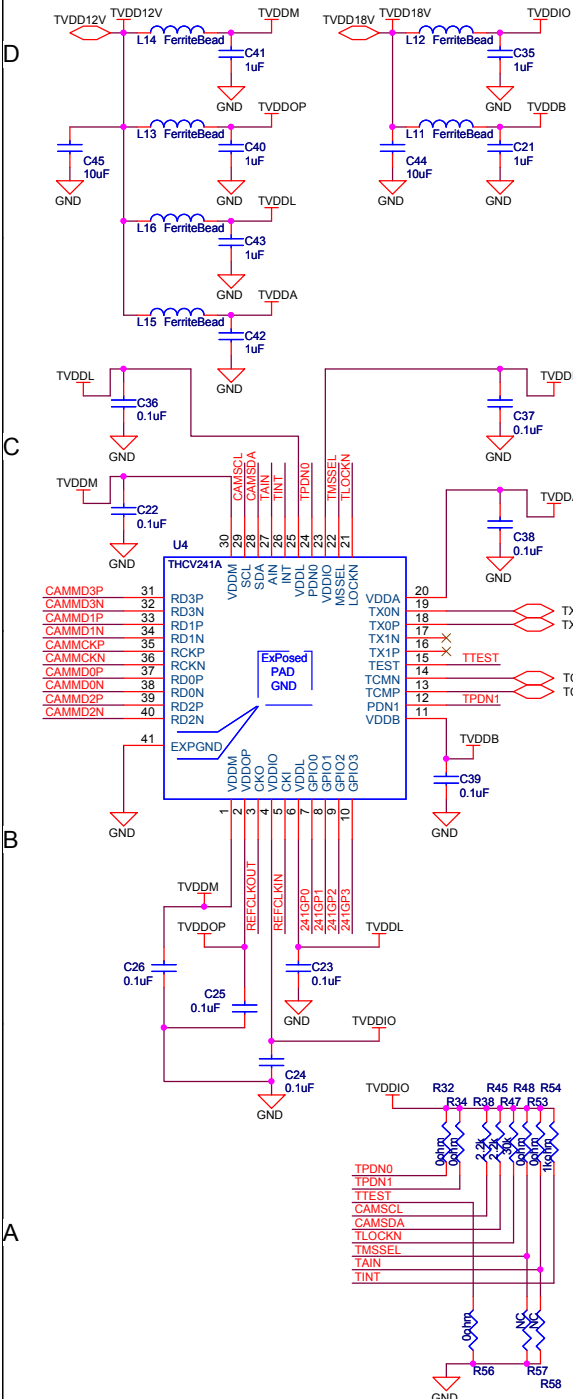 TVDD12V TVDD12V TVDDM TVDD18V TVDD18V TVDDIO
D
L14 FerriteBead C41 1uF GND
L12 FerriteBead C35 1uF GND
TVDDOP TVDDB
C45 10uF GND
L13 FerriteBead C40 1uF GND
C44 10uF GND
L11 FerriteBead C21 1uF GND
TVDDL
L16 FerriteBead C43 1uF GND
TVDDA
L15 FerriteBead C42 1uF GND
TVDDL C36 0.1uF GND
C37 0.1uF GND
C
TVDDM C22 0.1uF GND
C38 0.1uF GND
CAMSCL
CAMSDA
TAIN
TINT
TPDN0
TMSSEL
TLOCKN
30 29 28 27 26 25 24 23 22 21
U4
THCV241A
VDDM SCL SDA AIN INT VDDL PDN0 VDDIO MSSEL LOCKN
CAMMD3P 31 RD3P
CAMMD3N 32 RD3N
CAMMD1P 33 RD1P
CAMMD1N 34 RD1N
CAMMCKP 35 RCKP
CAMMCKN 36 RCKN
CAMMD0P 37 RD0P
CAMMD0N 38 RD0N
CAMMD2P 39 RD2P
CAMMD2N 40 RD2N
41 EXPGND
GND
ExPosed
PAD
GND
VDDA 20
TX0N 19
TX0P 18
TX1N 17
TX1P 16
TEST 15 TTEST
TCMN 14
TCMP 13
PDN1 12 TPDN1
VDDB 11
TVDDB
C39 0.1uF GND
VDDM VDDOP CKO VDDIO CKI VDDL GPIO0 GPIO1 GPIO2 GPIO3
1 2 3 4 5 6 7 8 9 10
B
REFCLKOUT
REFCLKIN
241GP0
241GP1
241GP2
241GP3
TVDDM
TVDDOP
TVDDL
C26 0.1uF
C25 0.1uF
C23 0.1uF
GND
TVDDIO
C24 0.1uF
GND
TVDDIO
R32 R34 R38 R45 R47 R48 R53 R54
0ohm 0ohm 2.2k 2.2k 30k 0ohm 0ohm 1kohm
A
TPDN0
TPDN1
TTEST
CAMSCL
CAMSDA
TLOCKN
TMSSEL
TAIN
TINT
0ohm NC NC
R56 R57
R58
GND